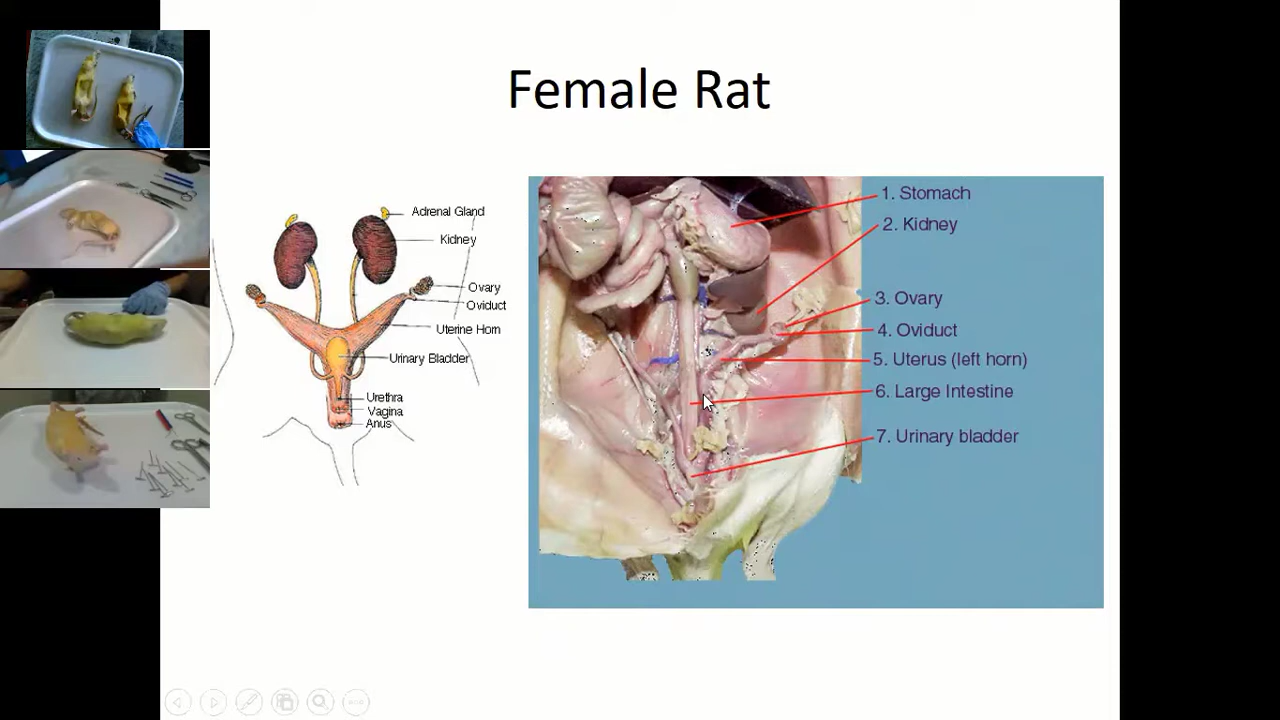 Female Rat
Adrenal Gland
Kidney
Ovary
Oviduct
Uterine Horn
Urinary Bladder
Urethra
Vagina
Anus
1. Stomach
2. Kidney
3. Ovary
4. Oviduct
5. Uterus (left horn)
6. Large Intestine
7. Urinary bladder